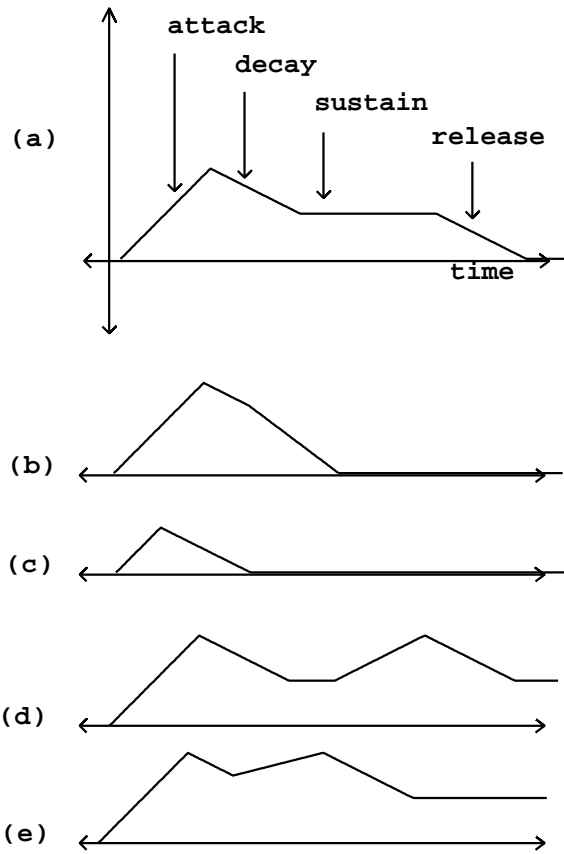 attack
decay
sustain
(a)
release
time
(b)
(c)
(d)
(e)